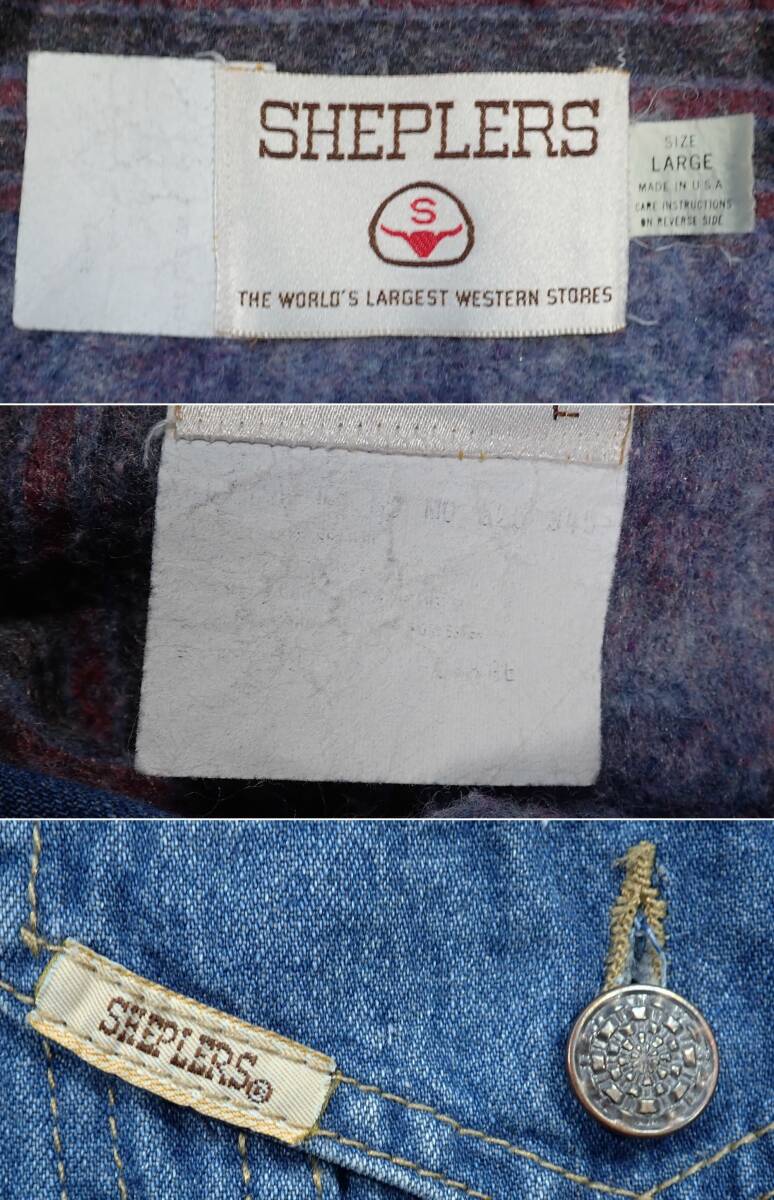 SHEPLERS
S
THE WORLD'S LARGEST WESTERN STORES
SIZE
LARGE
MADE IN U.S.A
CARE INSTRUCTIONS
ON REVERSE SIDE
SHEPLERS®